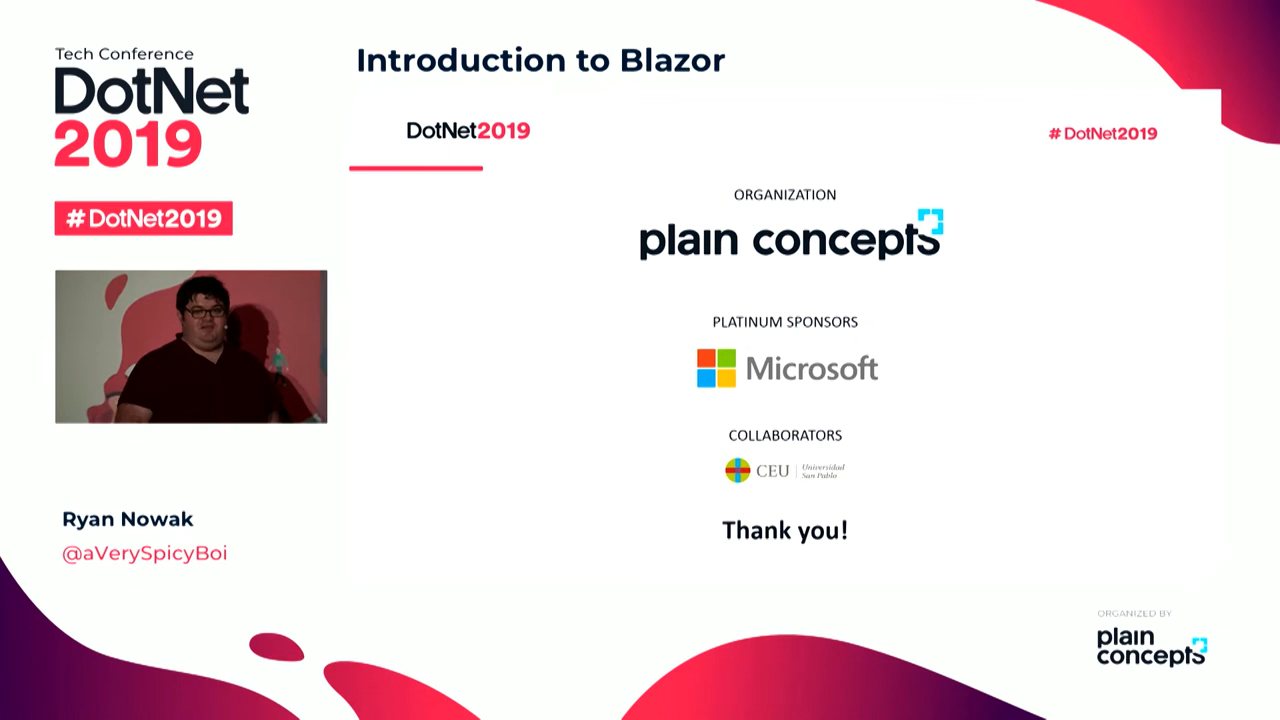 Tech Conference
DotNet
2019
#DotNet2019
Ryan Nowak
@aVerySpicyBoi
Introduction to Blazor
DotNet2019
#DotNet2019
ORGANIZATION
plain concepts
PLATINUM SPONSORS
Microsoft
COLLABORATORS
CEU Universidad
San Pablo
Thank you!
ORGANIZED BY
plain
concepts